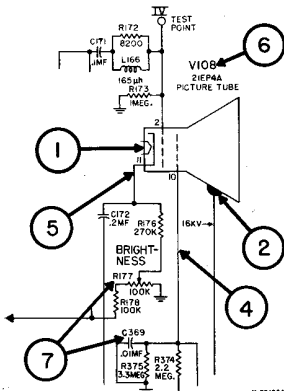 IV
TEST
POINT
R172
8200
C171
.1MF
L166
165µh
R173
1MEG.
V108
21EP4A
PICTURE TUBE
6
1
2
11
10
5
2
16KV
C172
.2MF
R176
270K
BRIGHT-
NESS
R177
100K
R178
100K
4
7
C369
.01MF
R375
3.3MEG
R374
2.2
MEG.